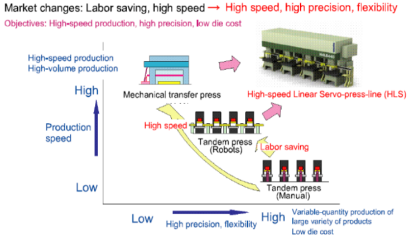 Market changes: Labor saving, high speed → High speed, high precision, flexibility
Objectives: High-speed production, high precision, low die cost
High-speed production
High-volume production
High
Mechanical transfer press
High-speed Linear Servo-press-line (HLS)
Production
speed
High speed
Tandem press
(Robots)
Labor saving
Low
Tandem press
(Manual)
Low
High
Variable-quantity production of
large variety of products
Low die cost
High precision, flexibility